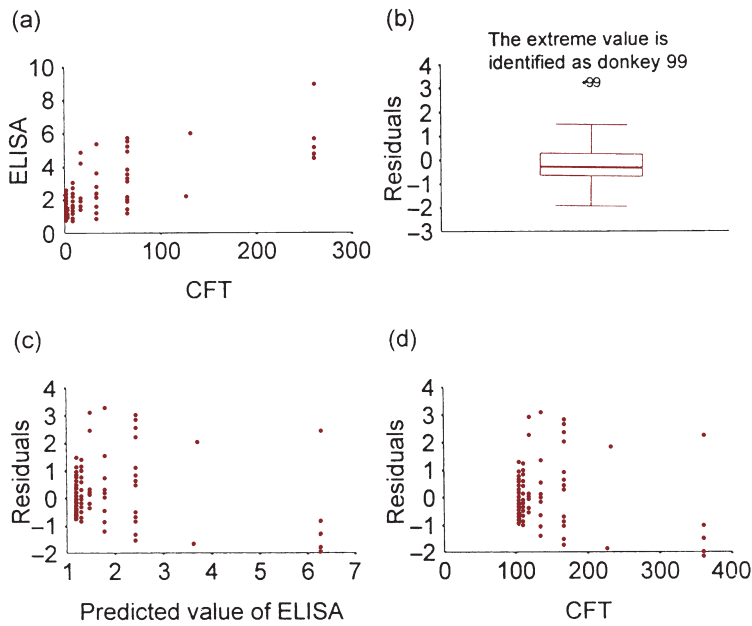 (a)
10
8
6
4
2
0
ELISA
0 100 200 300
CFT
(b)
The extreme value is
identified as donkey 99
4
3
2
1
0
−1
−2
−3
Residuals
99
(c)
4
3
2
1
0
−1
−2
Residuals
1 2 3 4 5 6 7
Predicted value of ELISA
(d)
4
3
2
1
0
−1
−2
Residuals
0 100 200 300 400
CFT